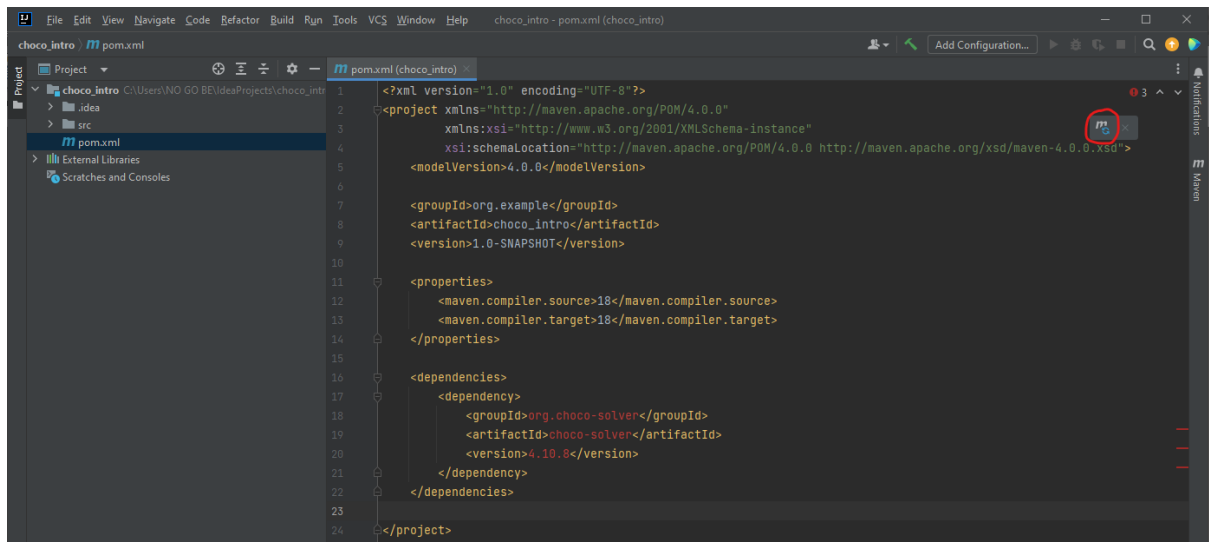 File Edit View Navigate Code Refactor Build Run Tools VCS Window Help choco_intro - pom.xml (choco_intro)
choco_intro pom.xml Add Configuration...
Project pom.xml (choco_intro)
choco_intro C:\Users\NO GO BE\IdeaProjects\choco_intr
.idea
src
pom.xml
External Libraries
Scratches and Consoles
1 <?xml version="1.0" encoding="UTF-8"?> 3
2 <project xmlns="http://maven.apache.org/POM/4.0.0"
3 xmlns:xsi="http://www.w3.org/2001/XMLSchema-instance"
4 xsi:schemaLocation="http://maven.apache.org/POM/4.0.0 http://maven.apache.org/xsd/maven-4.0.0.xsd">
5 <modelVersion>4.0.0</modelVersion>
6
7 <groupId>org.example</groupId>
8 <artifactId>choco_intro</artifactId>
9 <version>1.0-SNAPSHOT</version>
10
11 <properties>
12 <maven.compiler.source>18</maven.compiler.source>
13 <maven.compiler.target>18</maven.compiler.target>
14 </properties>
15
16 <dependencies>
17 <dependency>
18 <groupId>org.choco-solver</groupId>
19 <artifactId>choco-solver</artifactId>
20 <version>4.10.8</version>
21 </dependency>
22 </dependencies>
23
24 </project>
Project
Notifications
m Maven